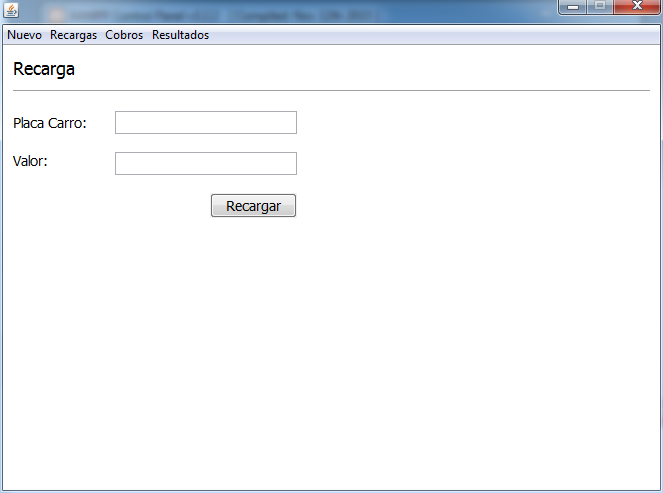 Nuevo Recargas Cobros Resultados
Recarga
Placa Carro:
Valor:
Recargar